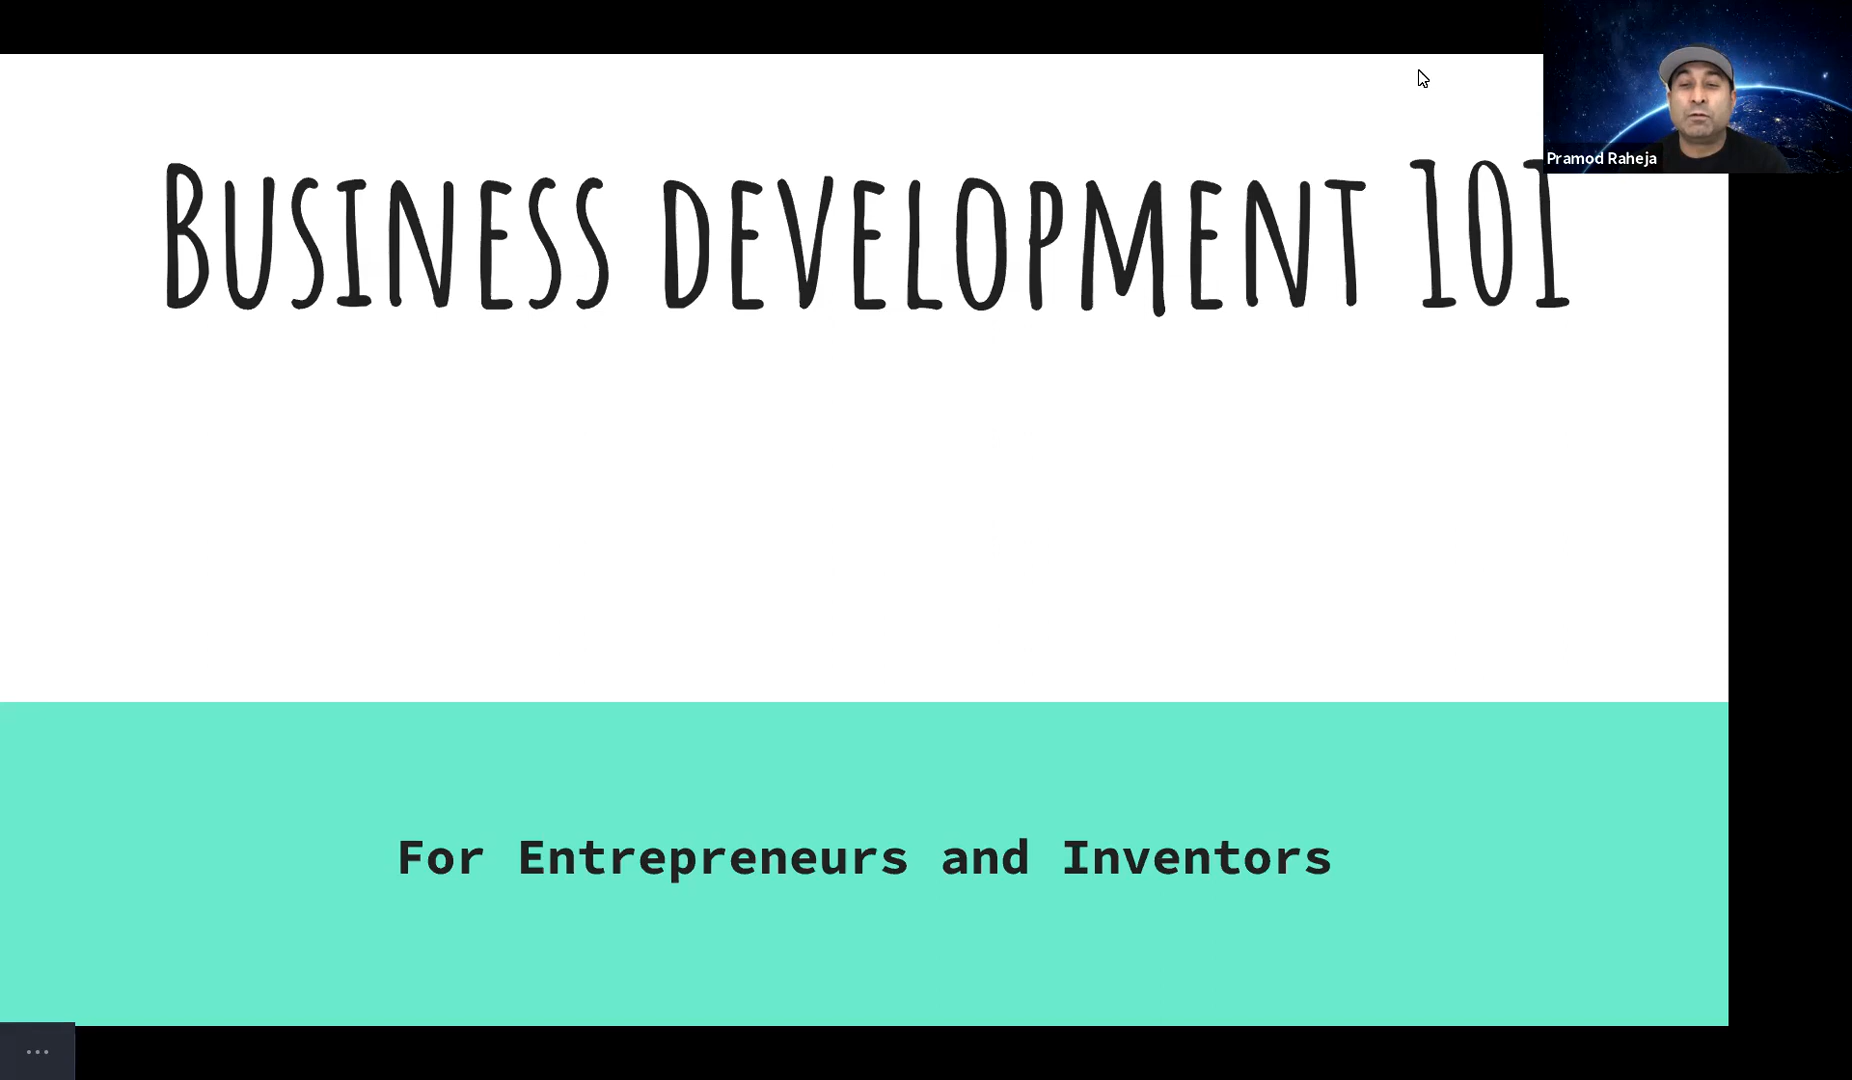 Pramod Raheja
Business development 101
For Entrepreneurs and Inventors